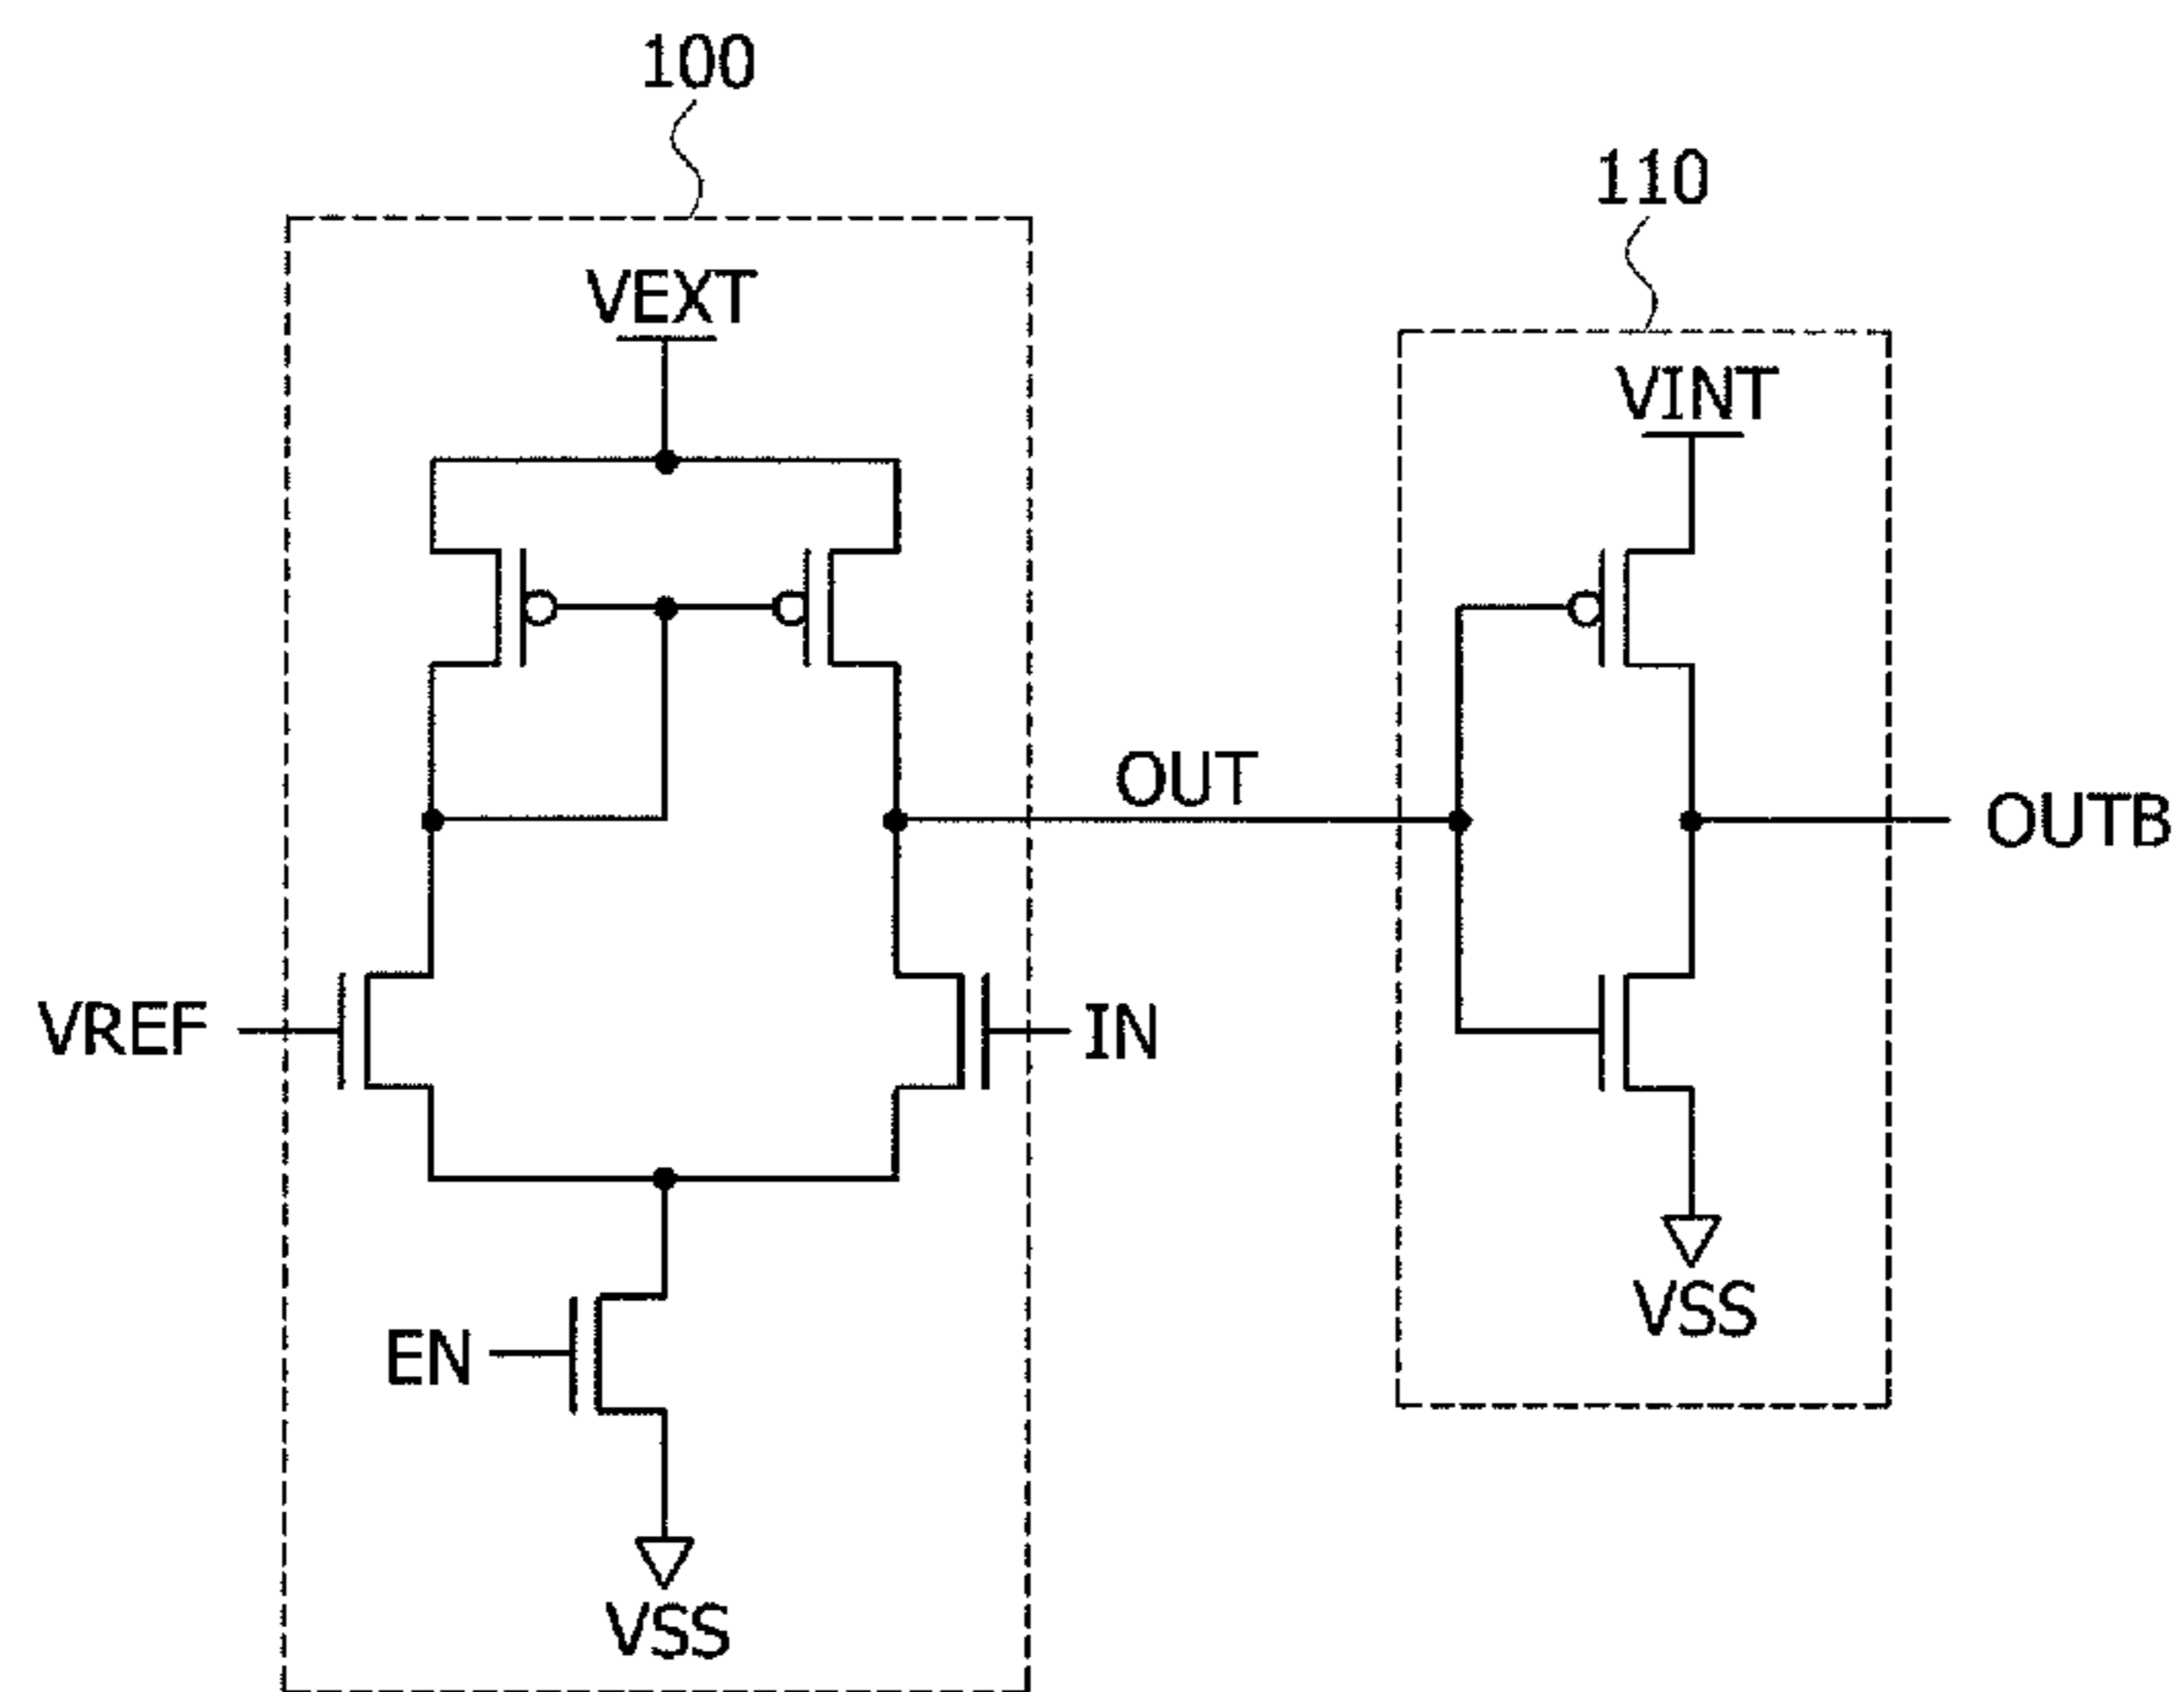 100
110
VEXT
VINT
OUT
OUTB
VREF
IN
EN
VSS
VSS